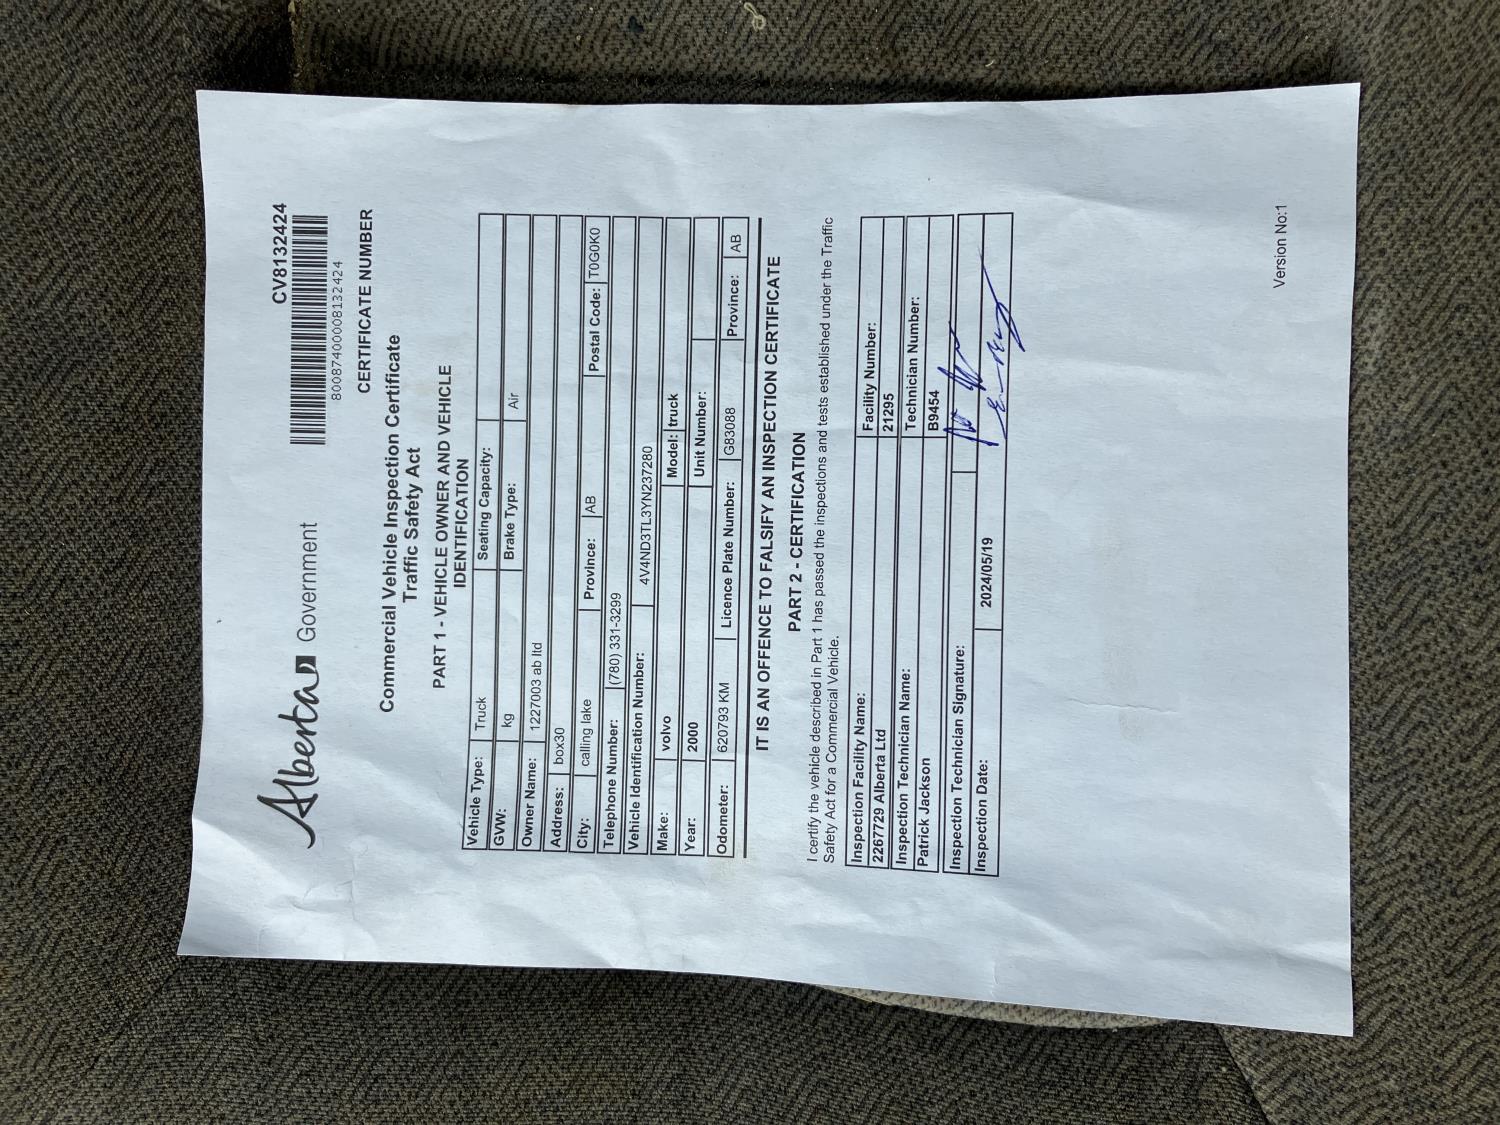 Alberta Government
CV8132424
80087400008132424
CERTIFICATE NUMBER
Commercial Vehicle Inspection Certificate
Traffic Safety Act
PART 1 - VEHICLE OWNER AND VEHICLE
IDENTIFICATION
Vehicle Type: Truck Seating Capacity:
GVW: kg Brake Type: Air
Owner Name: 1227003 ab ltd
Address: box30
City: calling lake Province: AB Postal Code: T0G0K0
Telephone Number: (780) 331-3299
Vehicle Identification Number: 4V4ND3TL3YN237280
Make: volvo Model: truck
Year: 2000 Unit Number:
Odometer: 620793 KM Licence Plate Number: G83088 Province: AB
IT IS AN OFFENCE TO FALSIFY AN INSPECTION CERTIFICATE
PART 2 - CERTIFICATION
I certify the vehicle described in Part 1 has passed the inspections and tests established under the Traffic
Safety Act for a Commercial Vehicle.
Inspection Facility Name: Facility Number:
2267729 Alberta Ltd 21295
Inspection Technician Name: Technician Number:
Patrick Jackson B9454
Inspection Technician Signature:
Inspection Date: 2024/05/19
Version No:1